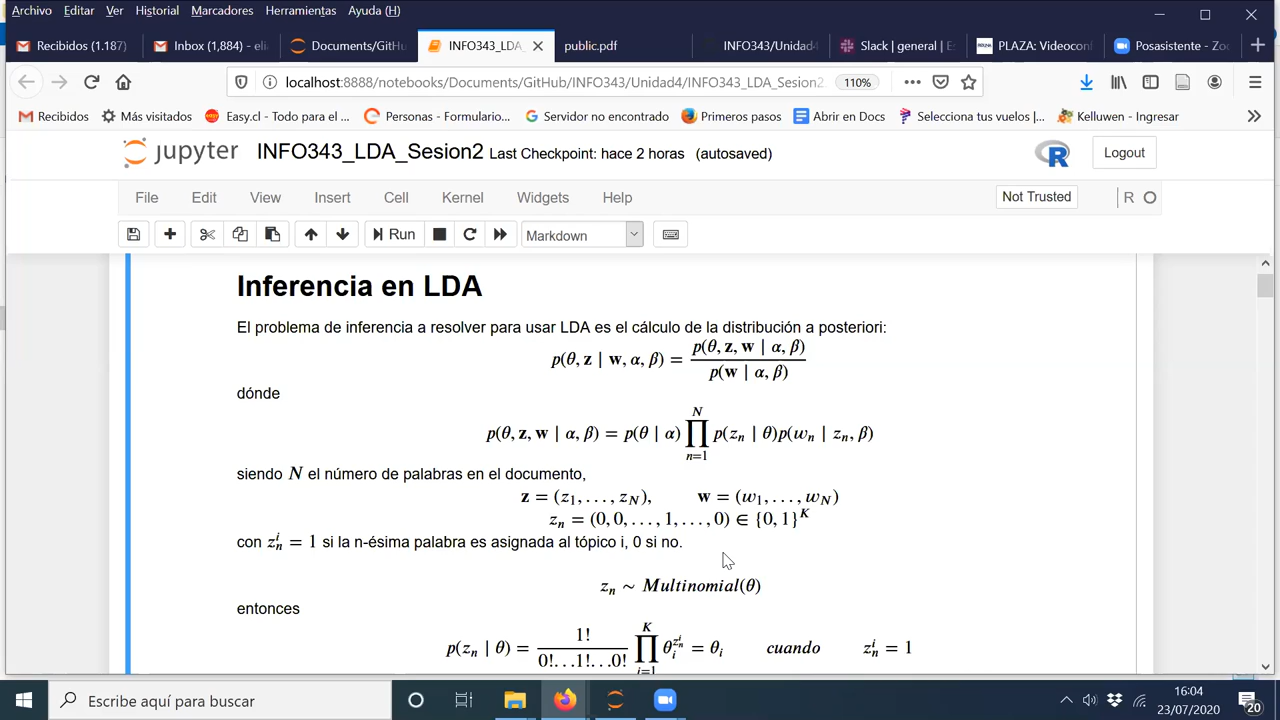 Archivo Editar Ver Historial Marcadores Herramientas Ayuda (H)
Recibidos (1.187) Inbox (1,884) - eli Documents/GitHu INFO343_LDA_ public.pdf INFO343/Unidad4 Slack | general | Es PLAZA: Videoconf Posasistente - Zoo
localhost:8888/notebooks/Documents/GitHub/INFO343/Unidad4/INFO343_LDA_Sesion2. 110%
Recibidos Más visitados Easy.cl - Todo para el ... Personas - Formulario... Servidor no encontrado Primeros pasos Abrir en Docs Selecciona tus vuelos |... Kelluwen - Ingresar
jupyter INFO343_LDA_Sesion2 Last Checkpoint: hace 2 horas (autosaved) R Logout
File Edit View Insert Cell Kernel Widgets Help Not Trusted R
Run Markdown
Inferencia en LDA
El problema de inferencia a resolver para usar LDA es el cálculo de la distribución a posteriori:
p(θ, z | w, α, β) = p(θ, z, w | α, β) / p(w | α, β)
dónde
p(θ, z, w | α, β) = p(θ | α) ∏_{n=1}^{N} p(z_n | θ)p(w_n | z_n, β)
siendo N el número de palabras en el documento,
z = (z_1, . . . , z_N), w = (w_1, . . . , w_N)
z_n = (0, 0, . . . , 1, . . . , 0) ∈ {0, 1}^K
con z_n^i = 1 si la n-ésima palabra es asignada al tópico i, 0 si no.
z_n ∼ Multinomial(θ)
entonces
p(z_n | θ) = 1! / 0!. . .1!. . .0! ∏_{i=1}^{K} θ_i^{z_n^i} = θ_i cuando z_n^i = 1
Escribe aquí para buscar
16:04
23/07/2020
20